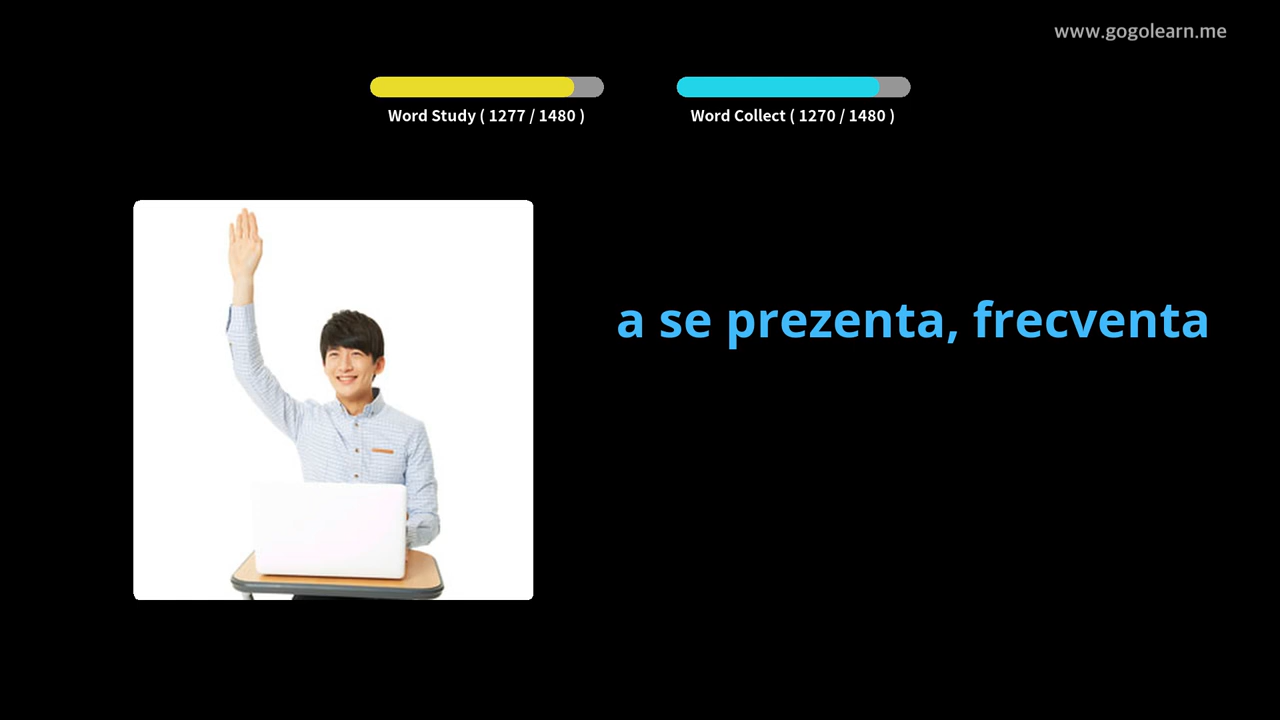 www.gogolearn.me
Word Study ( 1277 / 1480 )
Word Collect ( 1270 / 1480 )
a se prezenta, frecventa